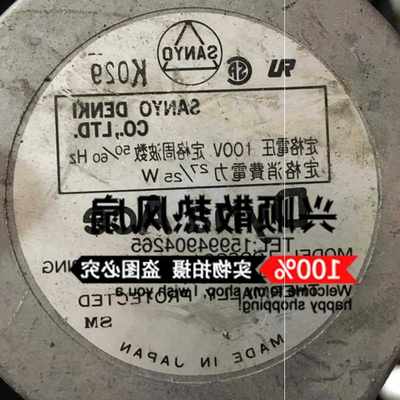 SANYO
K029
SANYO DENKI
CO.,LTD.
定格電圧 100V 定格周波数 50/60 Hz
定格消費電力 27/25 W
兴顺散热风扇
TEL:15994904265
MODEL
100% 实物拍摄 盗图必究
Welcome to my shop, I wish you a
happy shopping!
PROTECTED
SM
MADE IN JAPAN